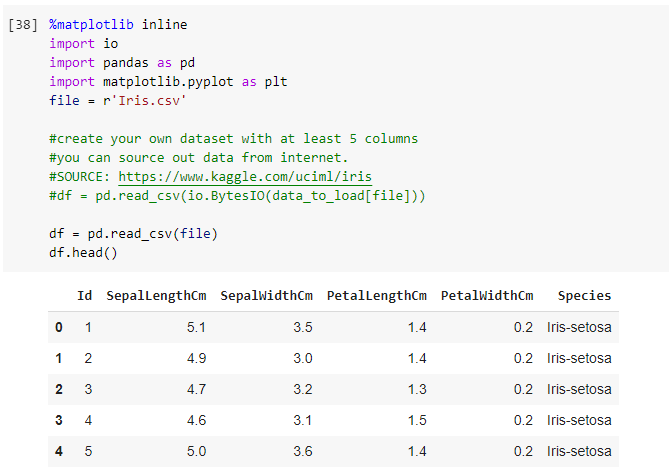 [38] %matplotlib inline
import io
import pandas as pd
import matplotlib.pyplot as plt
file = r'Iris.csv'
#create your own dataset with at least 5 columns
#you can source out data from internet.
#SOURCE: https://www.kaggle.com/uciml/iris
#df = pd.read_csv(io.BytesIO(data_to_load[file]))
df = pd.read_csv(file)
df.head()
Id SepalLengthCm SepalWidthCm PetalLengthCm PetalWidthCm Species
0 1 5.1 3.5 1.4 0.2 Iris-setosa
1 2 4.9 3.0 1.4 0.2 Iris-setosa
2 3 4.7 3.2 1.3 0.2 Iris-setosa
3 4 4.6 3.1 1.5 0.2 Iris-setosa
4 5 5.0 3.6 1.4 0.2 Iris-setosa